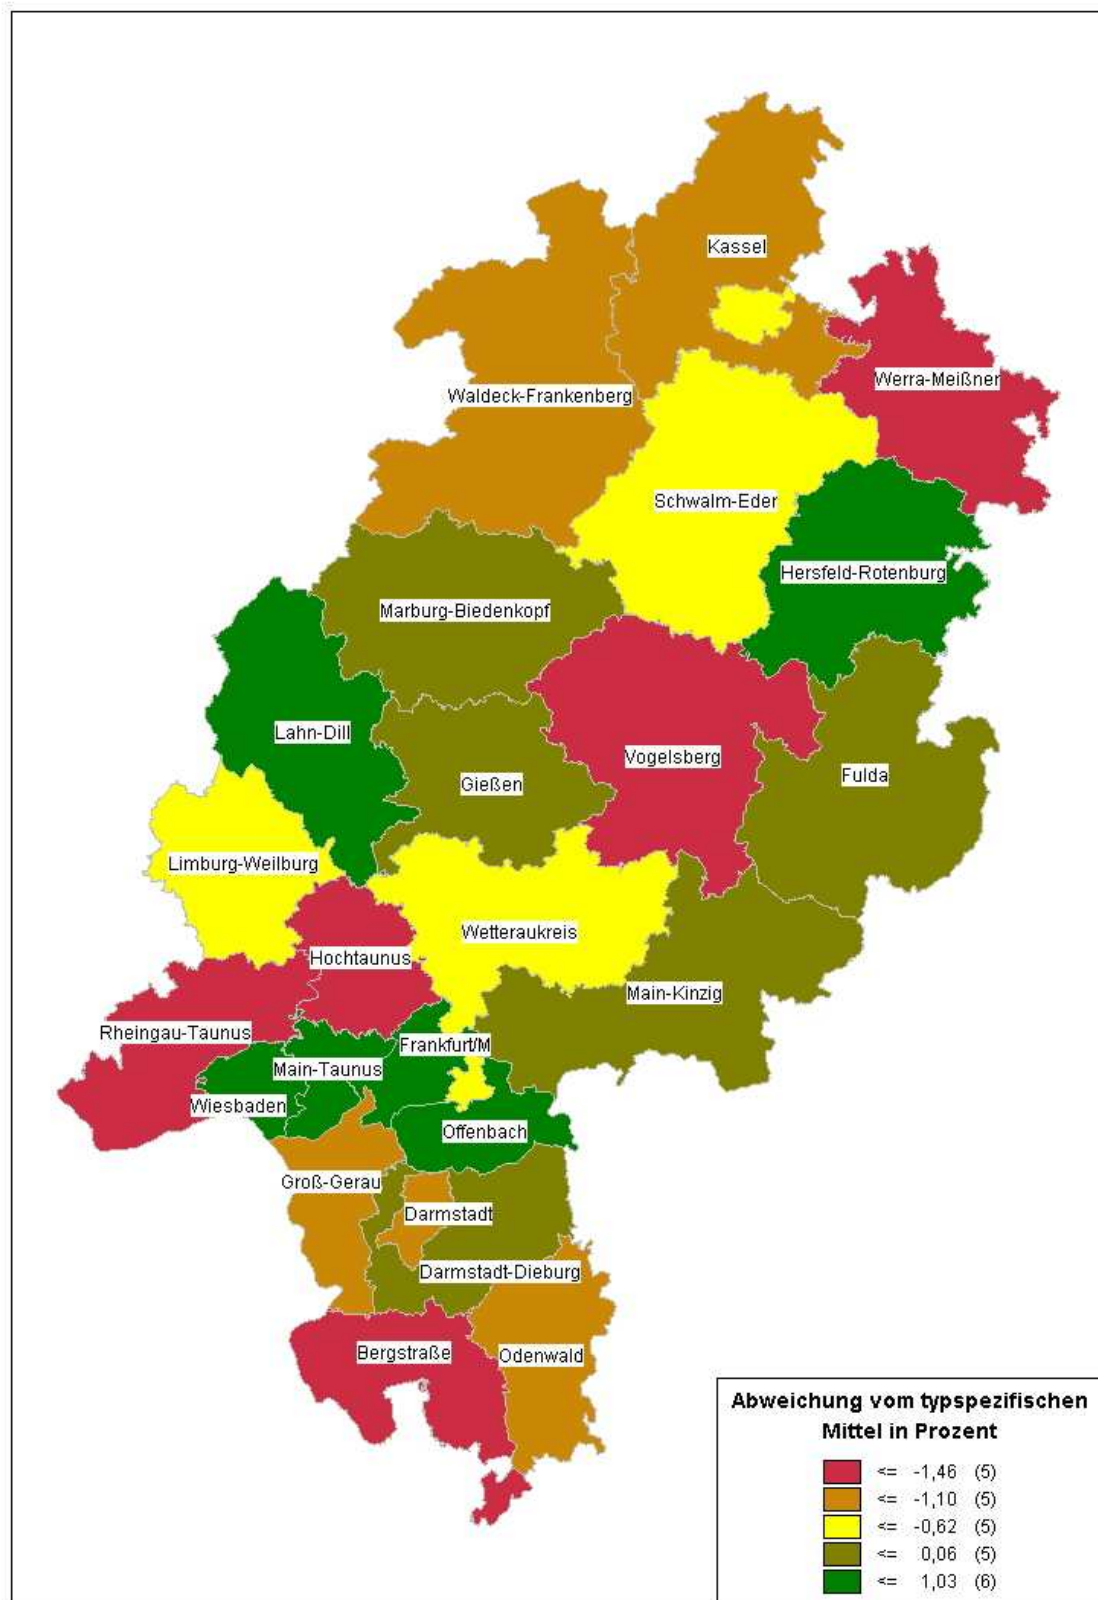 Kassel
Werra-Meißner
Waldeck-Frankenberg
Schwalm-Eder
Hersfeld-Rotenburg
Marburg-Biedenkopf
Lahn-Dill
Vogelsberg
Fulda
Gießen
Limburg-Weilburg
Wetteraukreis
Hochtaunus
Main-Kinzig
Rheingau-Taunus
Frankfurt/M
Main-Taunus
Wiesbaden
Offenbach
Groß-Gerau
Darmstadt
Darmstadt-Dieburg
Bergstraße
Odenwald
Abweichung vom typspezifischen
Mittel in Prozent
<= -1,46 (5)
<= -1,10 (5)
<= -0,62 (5)
<= 0,06 (5)
<= 1,03 (6)